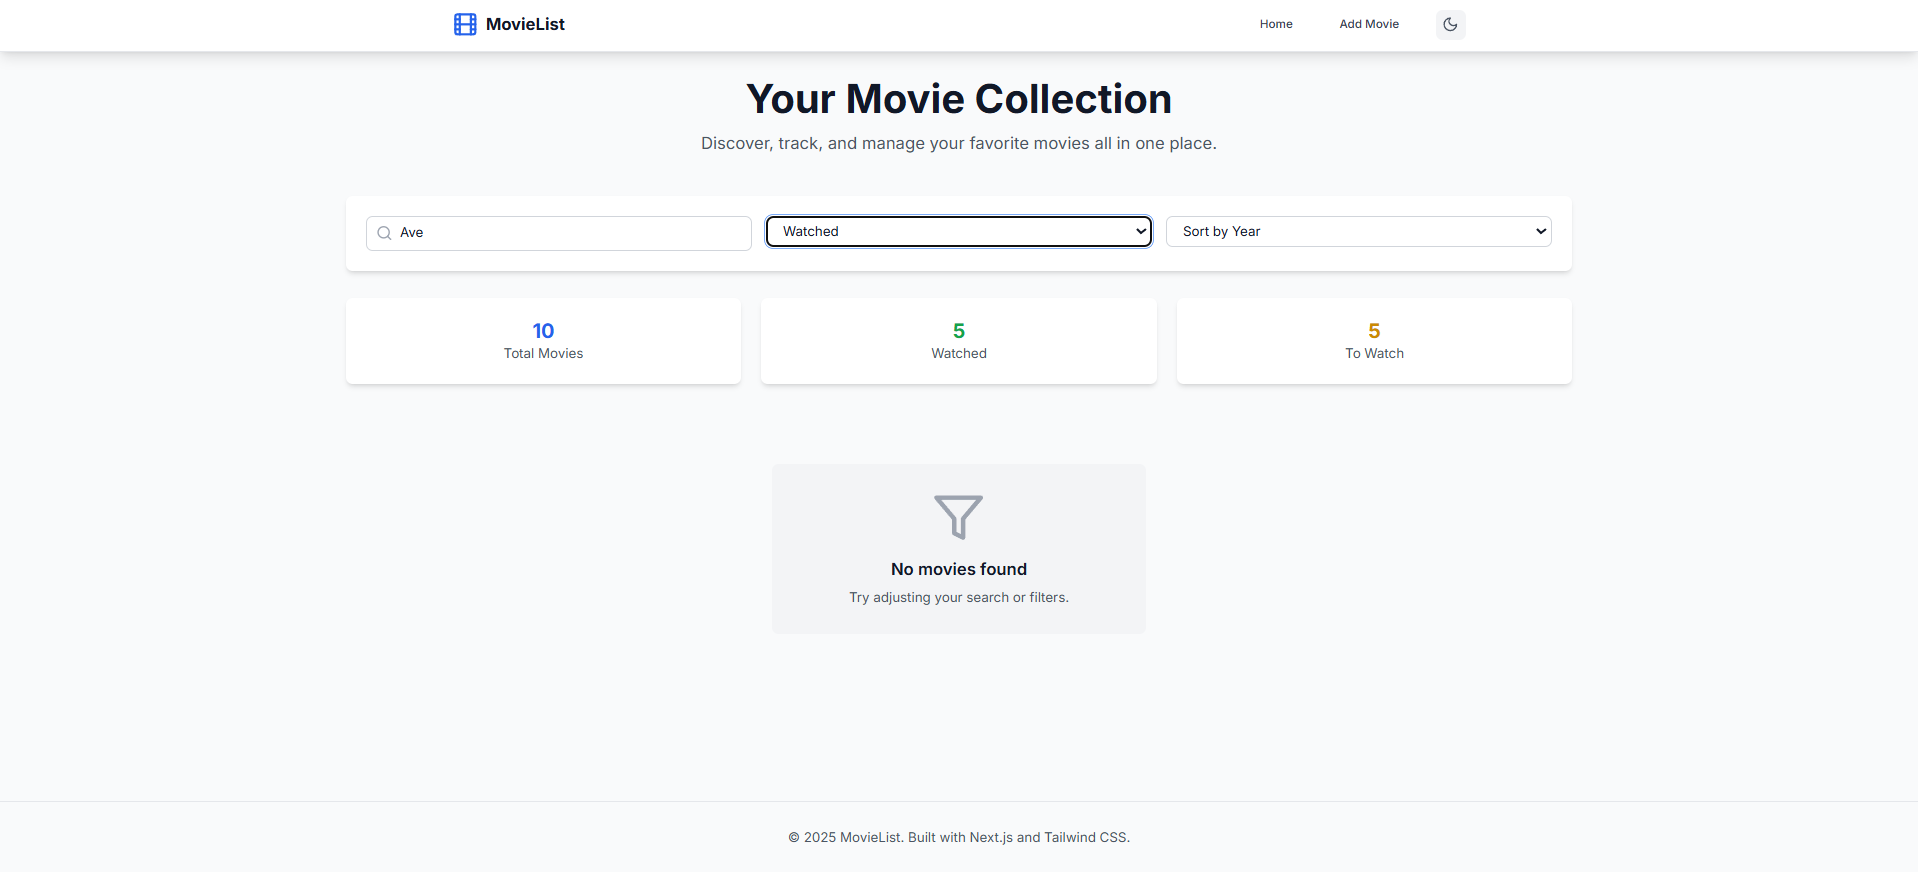 MovieList
Home
Add Movie
Your Movie Collection
Discover, track, and manage your favorite movies all in one place.
Ave
Watched
Sort by Year
10
Total Movies
5
Watched
5
To Watch
No movies found
Try adjusting your search or filters.
© 2025 MovieList. Built with Next.js and Tailwind CSS.